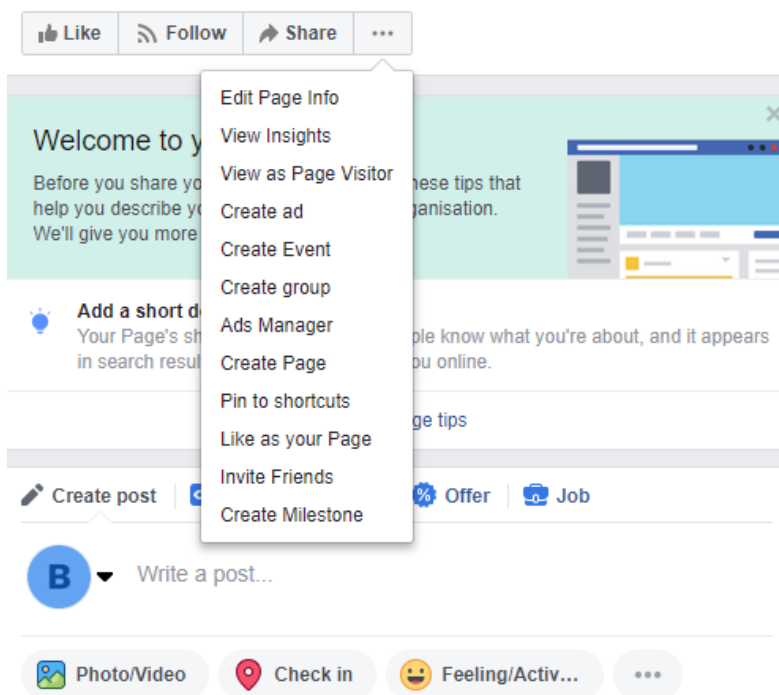 Like Follow Share ...
Edit Page Info
View Insights
Welcome to y
View as Page Visitor
Before you share yo hese tips that
Create ad
help you describe yo ganisation.
We'll give you more
Create Event
Create group
Add a short d
Ads Manager
Your Page's sh ple know what you're about, and it appears
in search resul ou online.
Create Page
Pin to shortcuts
ge tips
Like as your Page
Invite Friends
Create post Offer Job
Create Milestone
B Write a post...
Photo/Video Check in Feeling/Activ... ...